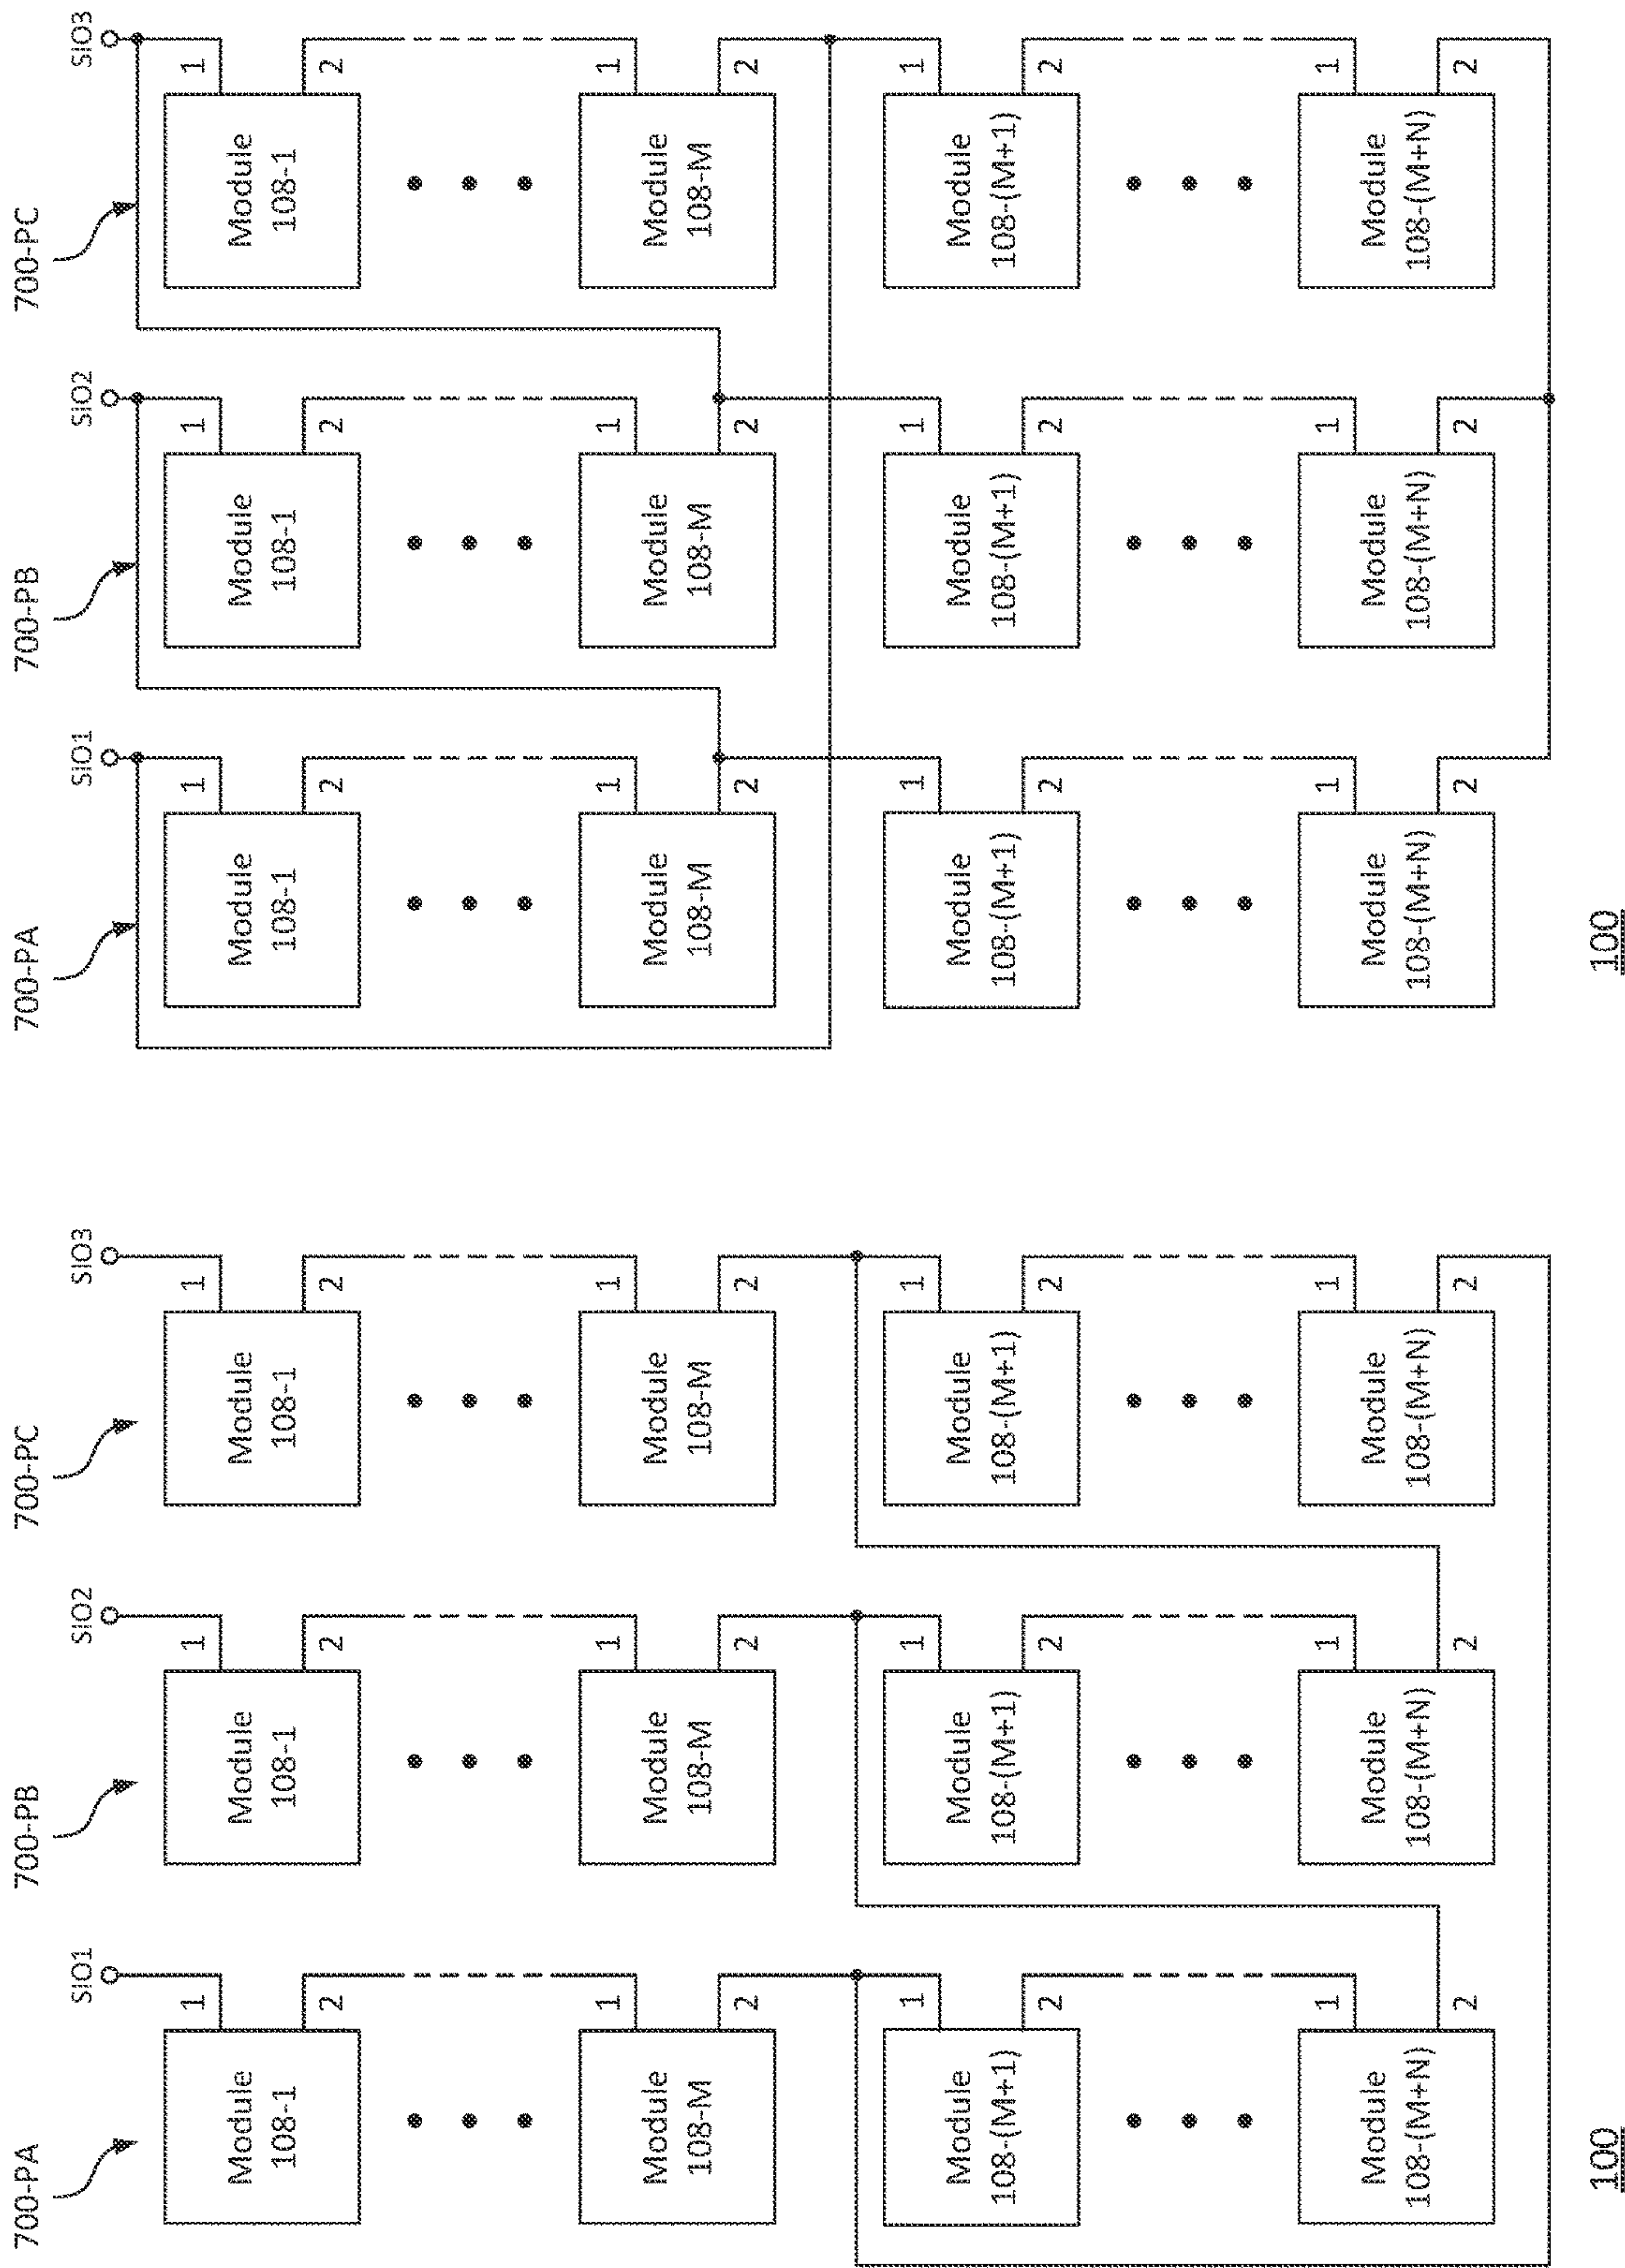 700-PA
700-PB
700-PC
SIO1
SIO2
SIO3
Module
108-1
1
2
Module
108-1
1
2
Module
108-1
1
2
Module
108-M
1
2
Module
108-M
1
2
Module
108-M
1
2
Module
108-(M+1)
1
2
Module
108-(M+1)
1
2
Module
108-(M+1)
1
2
Module
108-(M+N)
1
2
Module
108-(M+N)
1
2
Module
108-(M+N)
1
2
100
700-PA
700-PB
700-PC
SIO1
SIO2
SIO3
Module
108-1
1
2
Module
108-1
1
2
Module
108-1
1
2
Module
108-M
1
2
Module
108-M
1
2
Module
108-M
1
2
Module
108-(M+1)
1
2
Module
108-(M+1)
1
2
Module
108-(M+1)
1
2
Module
108-(M+N)
1
2
Module
108-(M+N)
1
2
Module
108-(M+N)
1
2
100